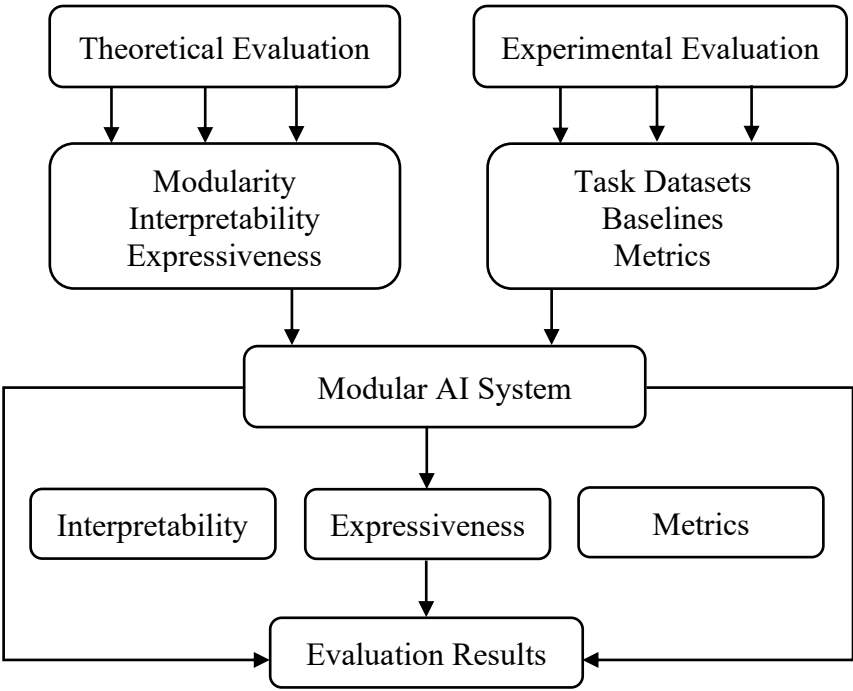 Theoretical Evaluation
Experimental Evaluation
Modularity
Interpretability
Expressiveness
Task Datasets
Baselines
Metrics
Modular AI System
Interpretability
Expressiveness
Metrics
Evaluation Results